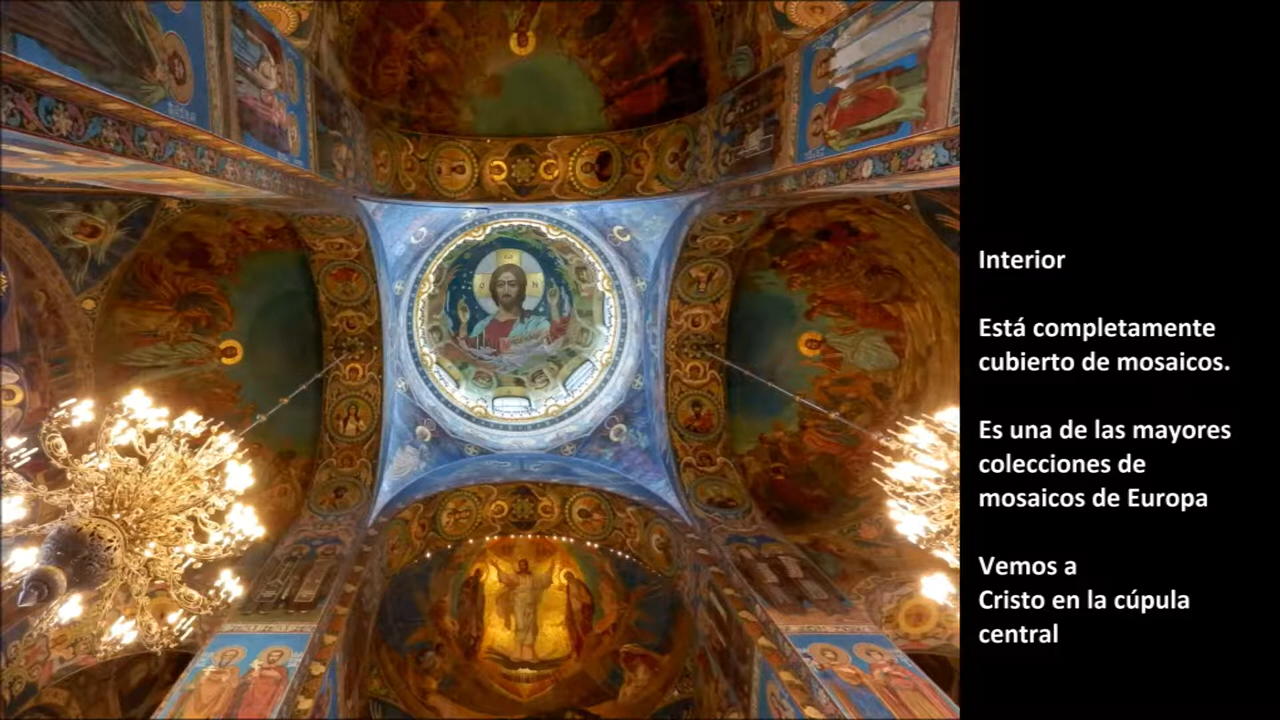 Interior
Está completamente
cubierto de mosaicos.
Es una de las mayores
colecciones de
mosaicos de Europa
Vemos a
Cristo en la cúpula
central